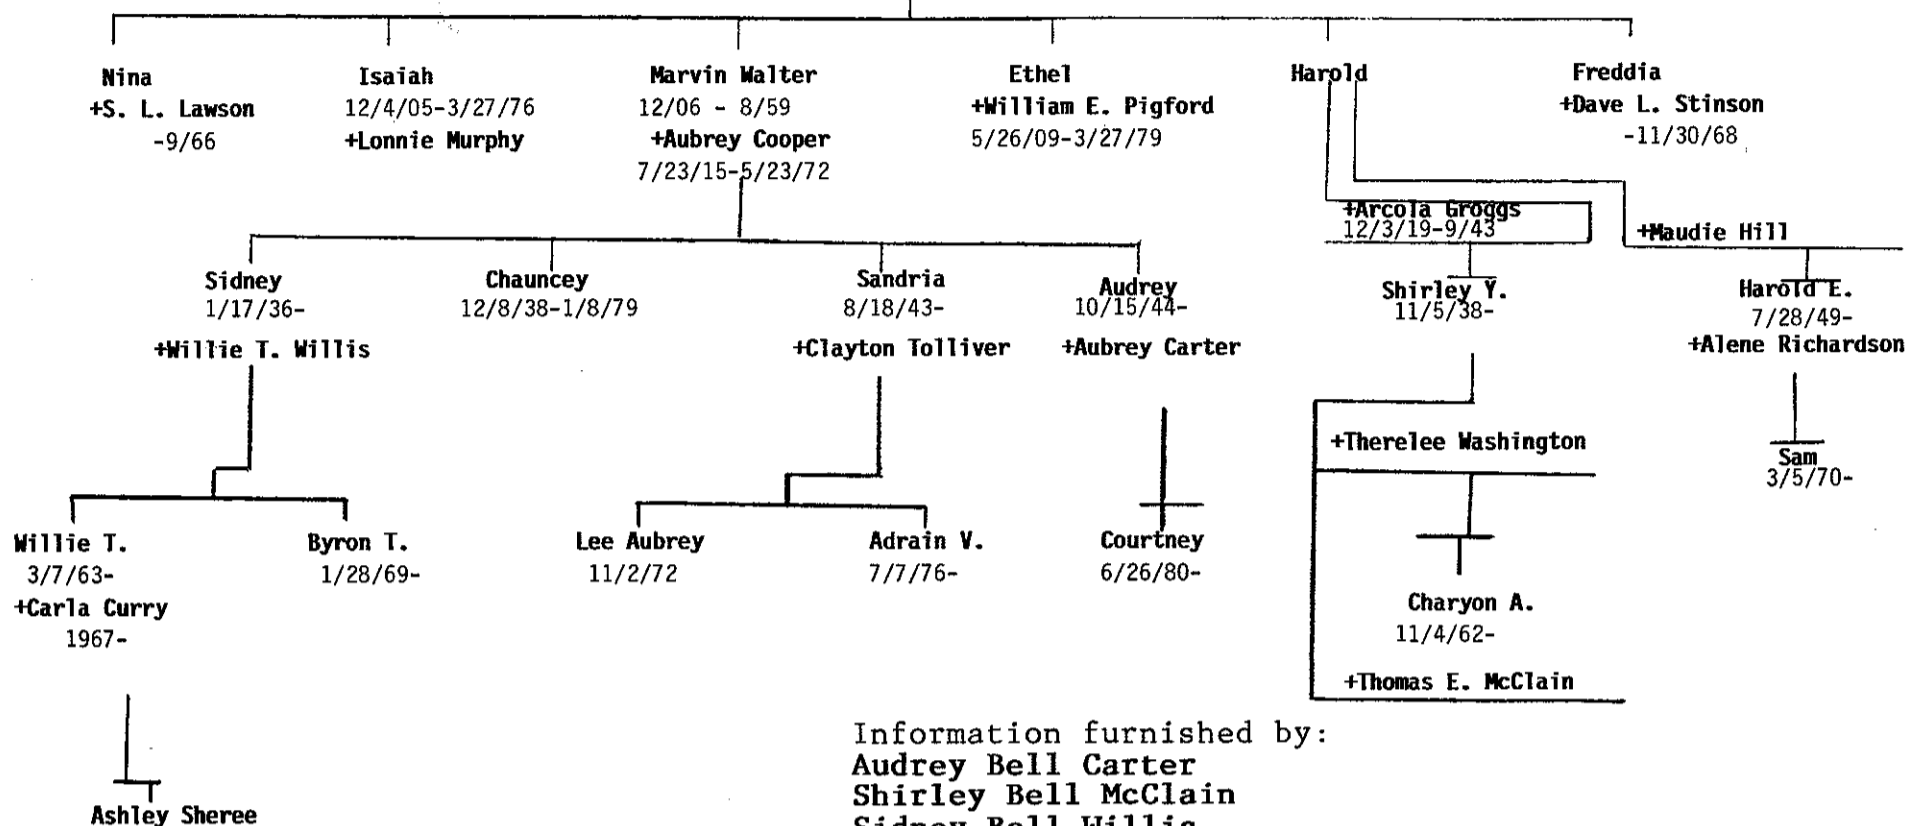 Nina
+S. L. Lawson
-9/66
Isaiah
12/4/05-3/27/76
+Lonnie Murphy
Marvin Walter
12/06 - 8/59
+Aubrey Cooper
7/23/15-5/23/72
Ethel
+William E. Pigford
5/26/09-3/27/79
Harold
Freddia
+Dave L. Stinson
-11/30/68
+Arcola Groggs
12/3/19-9/43
+Maudie Hill
Sidney
1/17/36-
+Willie T. Willis
Chauncey
12/8/38-1/8/79
Sandria
8/18/43-
+Clayton Tolliver
Audrey
10/15/44-
+Aubrey Carter
Shirley Y.
11/5/38-
Harold E.
7/28/49-
+Alene Richardson
+Therelee Washington
Sam
3/5/70-
Willie T.
3/7/63-
+Carla Curry
1967-
Byron T.
1/28/69-
Lee Aubrey
11/2/72
Adrain V.
7/7/76-
Courtney
6/26/80-
Charyon A.
11/4/62-
+Thomas E. McClain
Ashley Sheree
Information furnished by:
Audrey Bell Carter
Shirley Bell McClain
Sidney Bell Willis